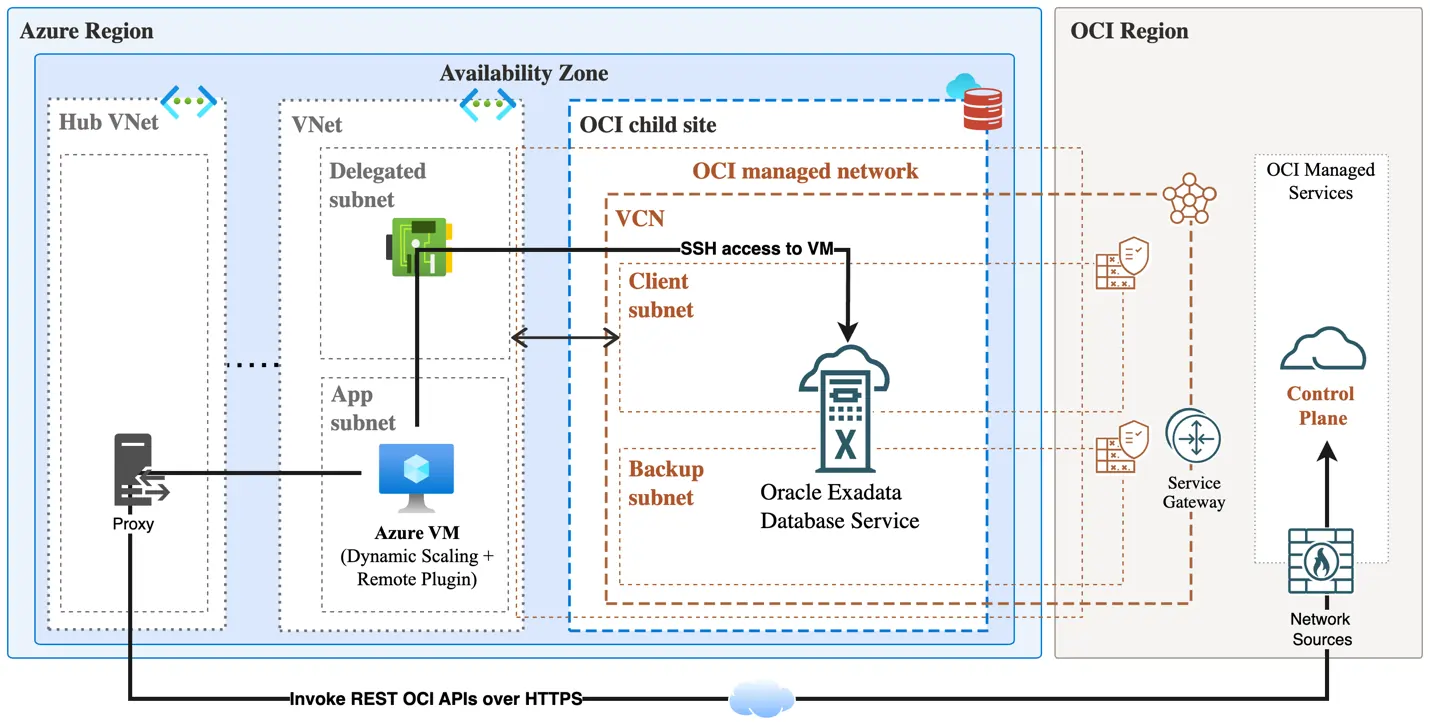 Azure Region
OCI Region
Availability Zone
Hub VNet
VNet
OCI child site
Delegated
subnet
OCI managed network
OCI Managed
Services
VCN
SSH access to VM
Client
subnet
App
subnet
Control
Plane
Backup
subnet
Service
Gateway
X
Oracle Exadata
Database Service
Proxy
Azure VM
(Dynamic Scaling +
Remote Plugin)
Network
Sources
Invoke REST OCI APIs over HTTPS